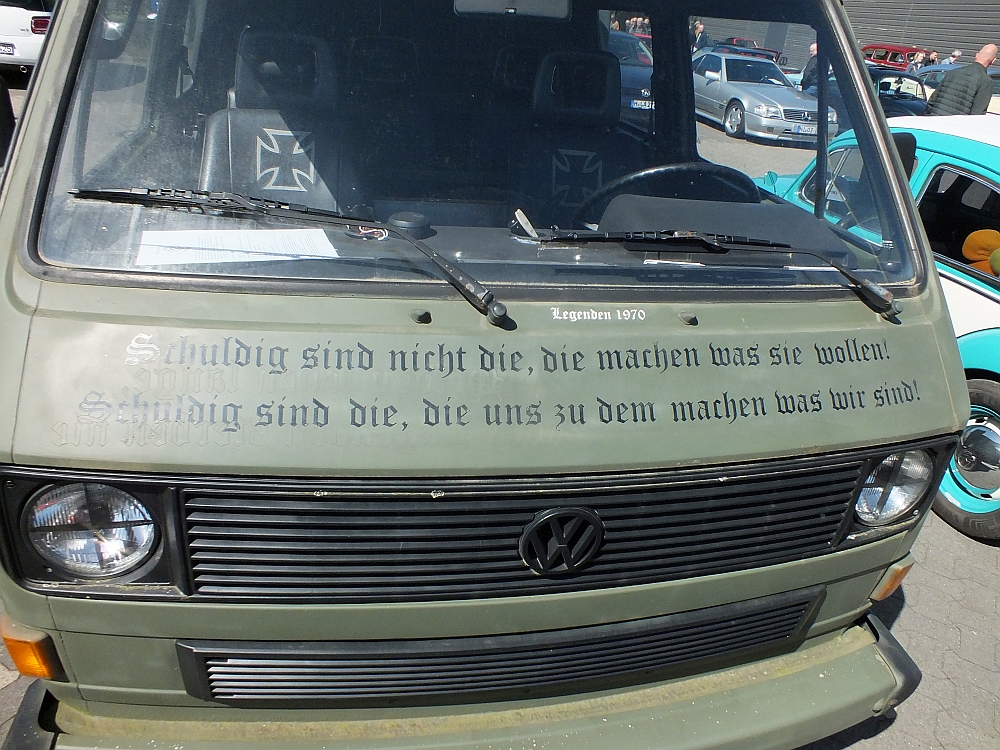 Legenden 1970
Schuldig sind nicht die, die machen was sie wollen!
Schuldig sind die, die uns zu dem machen was wir sind!